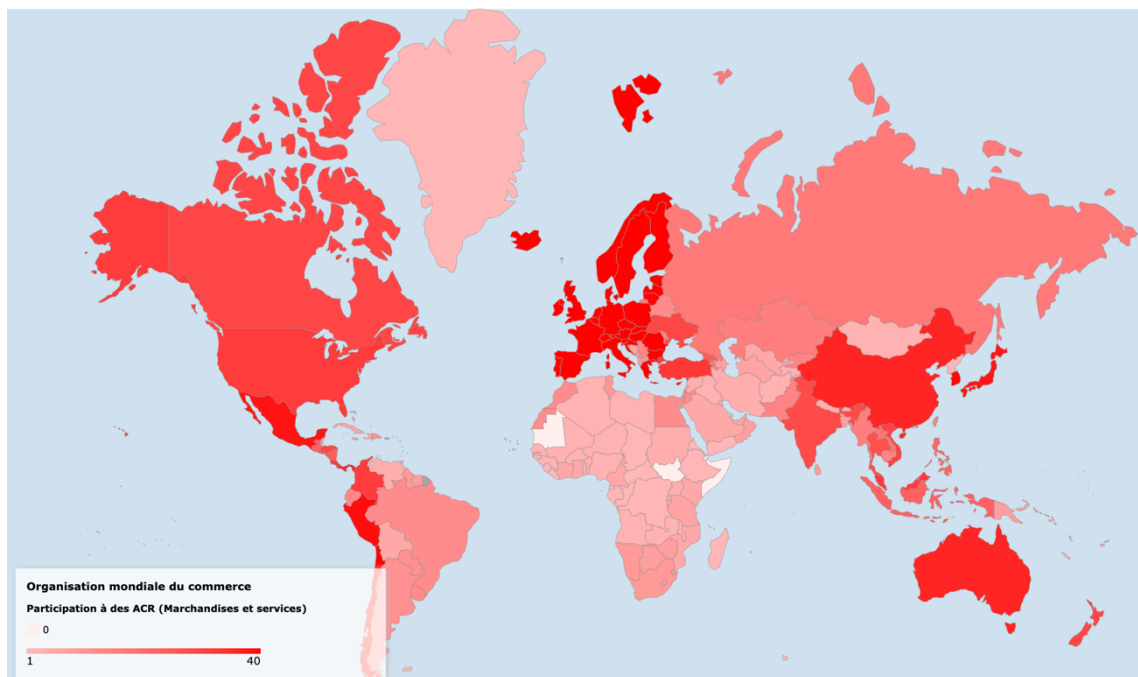 Organisation mondiale du commerce
Participation à des ACR (Marchandises et services)
0
1 40